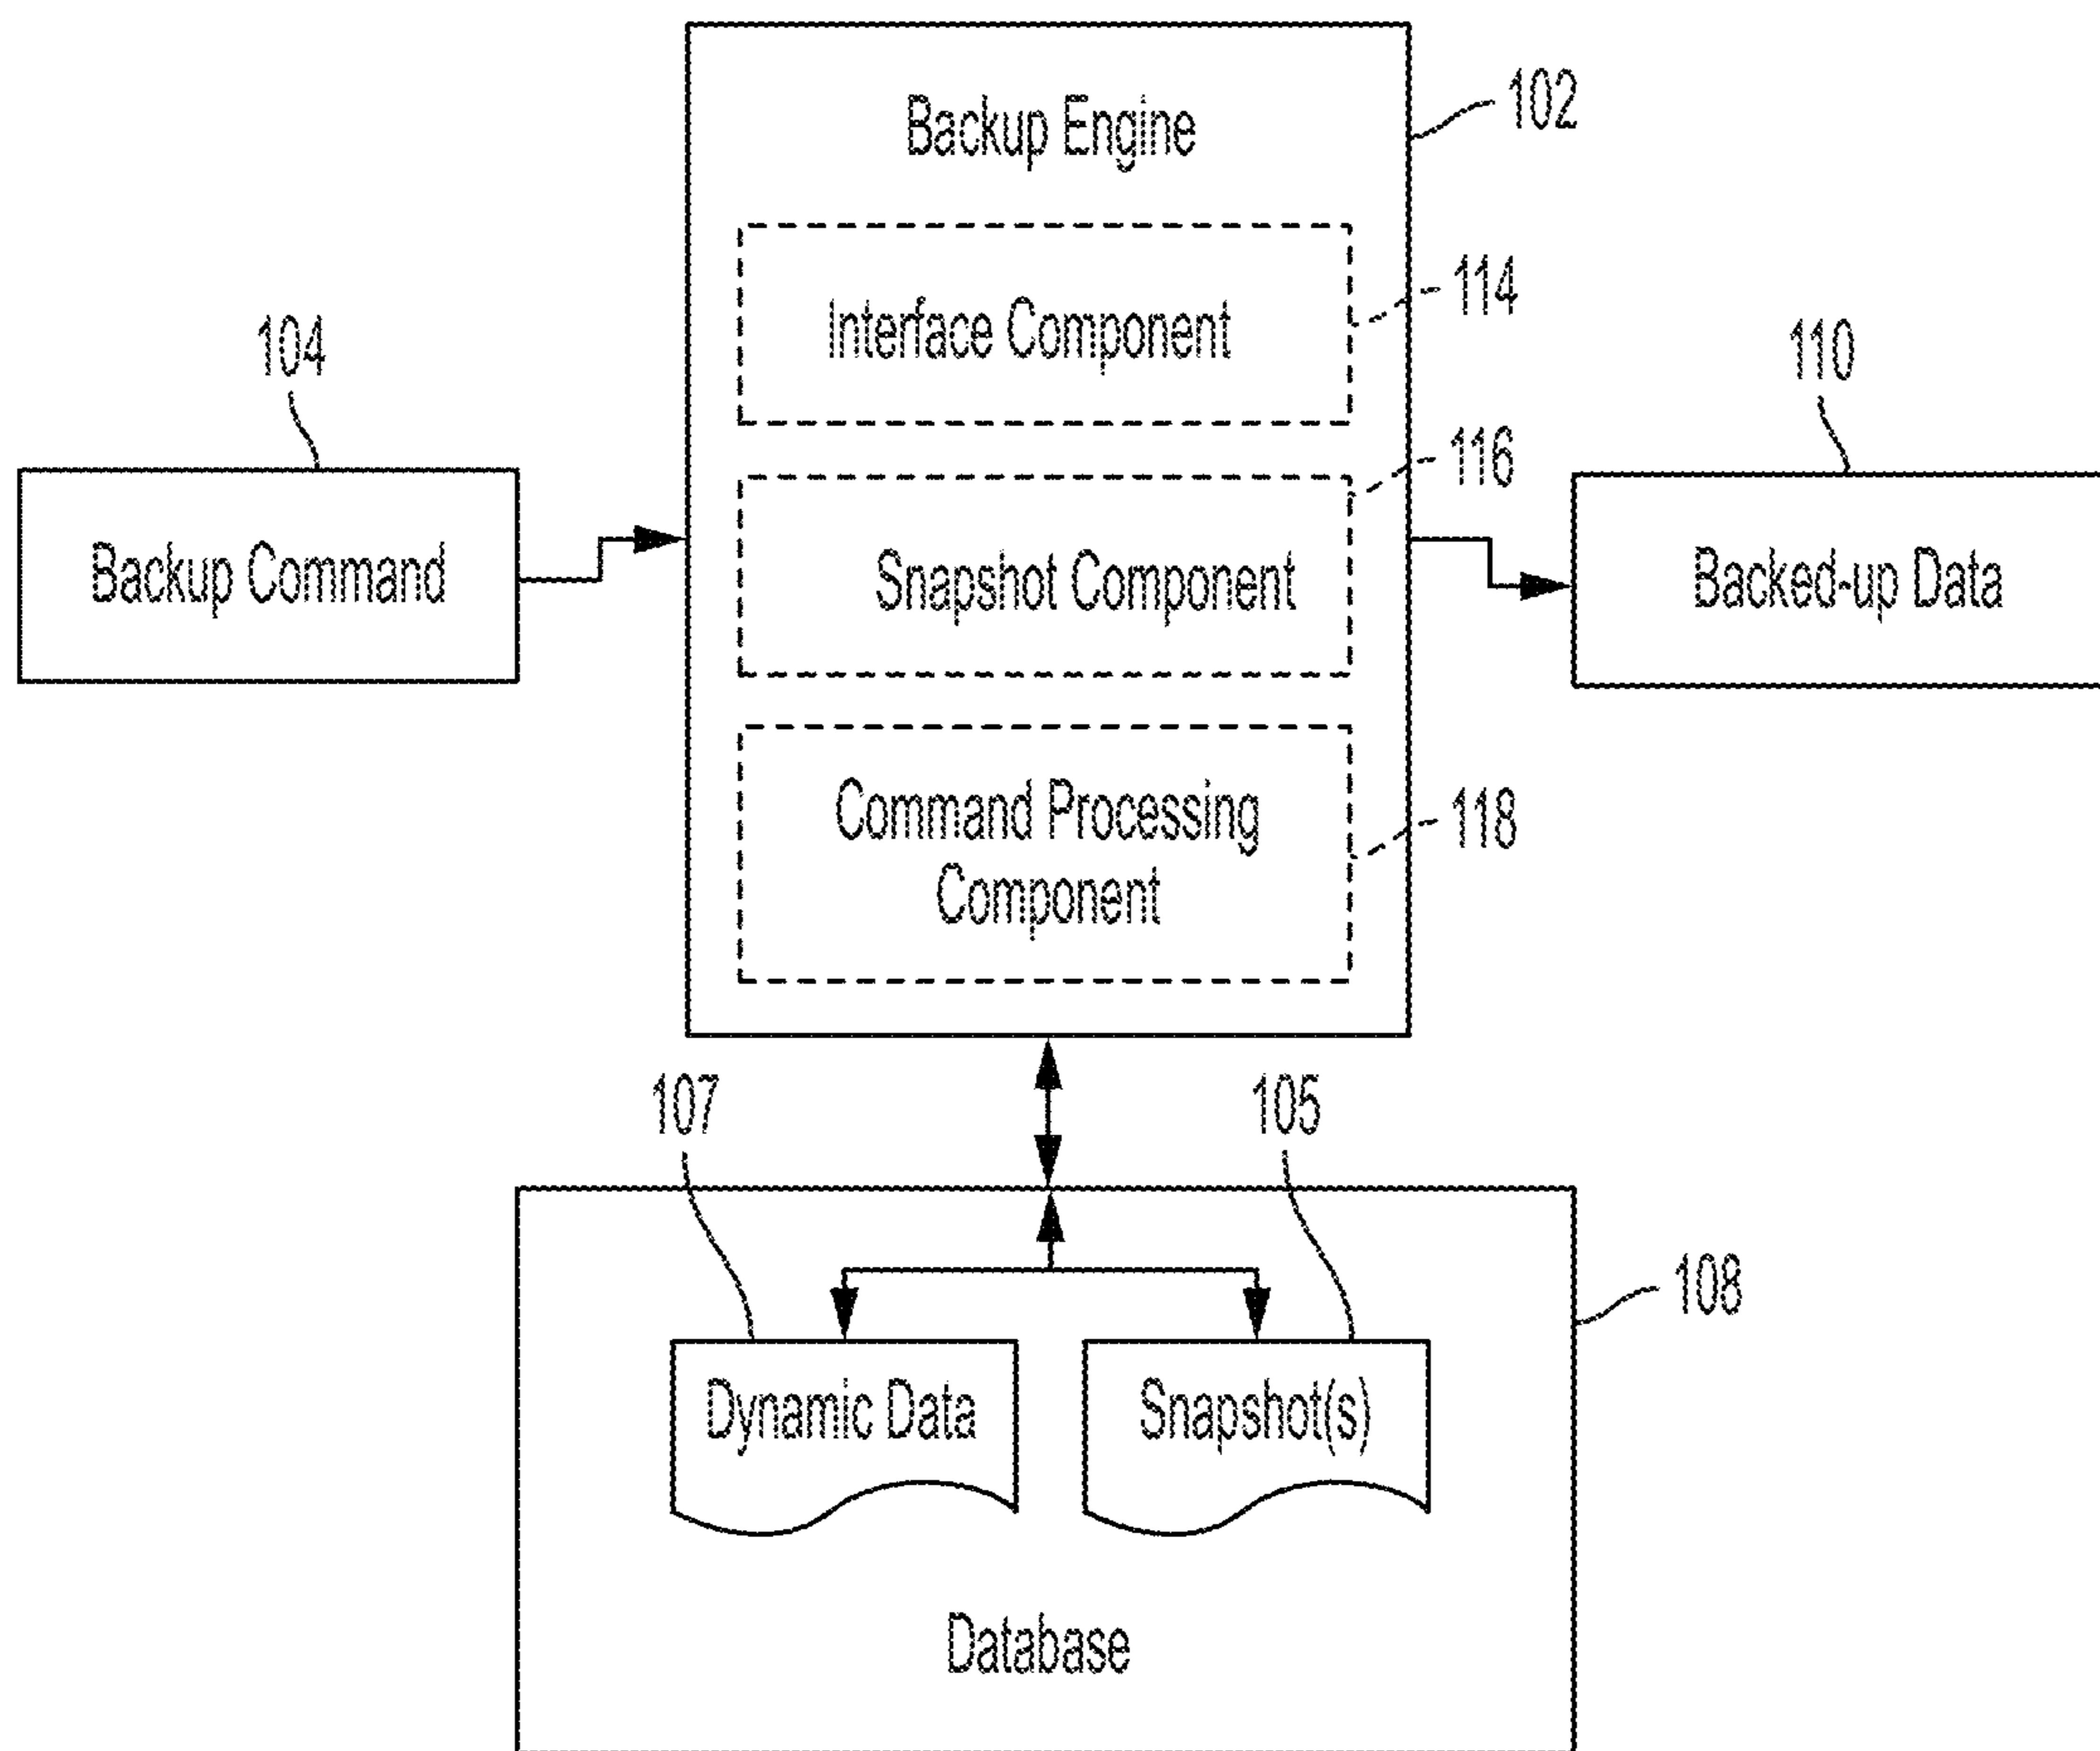 Backup Engine
102
Interface Component
114
104
110
116
Backup Command
Snapshot Component
Backed-up Data
Command Processing
Component
118
107
105
108
Dynamic Data
Snapshot(s)
Database